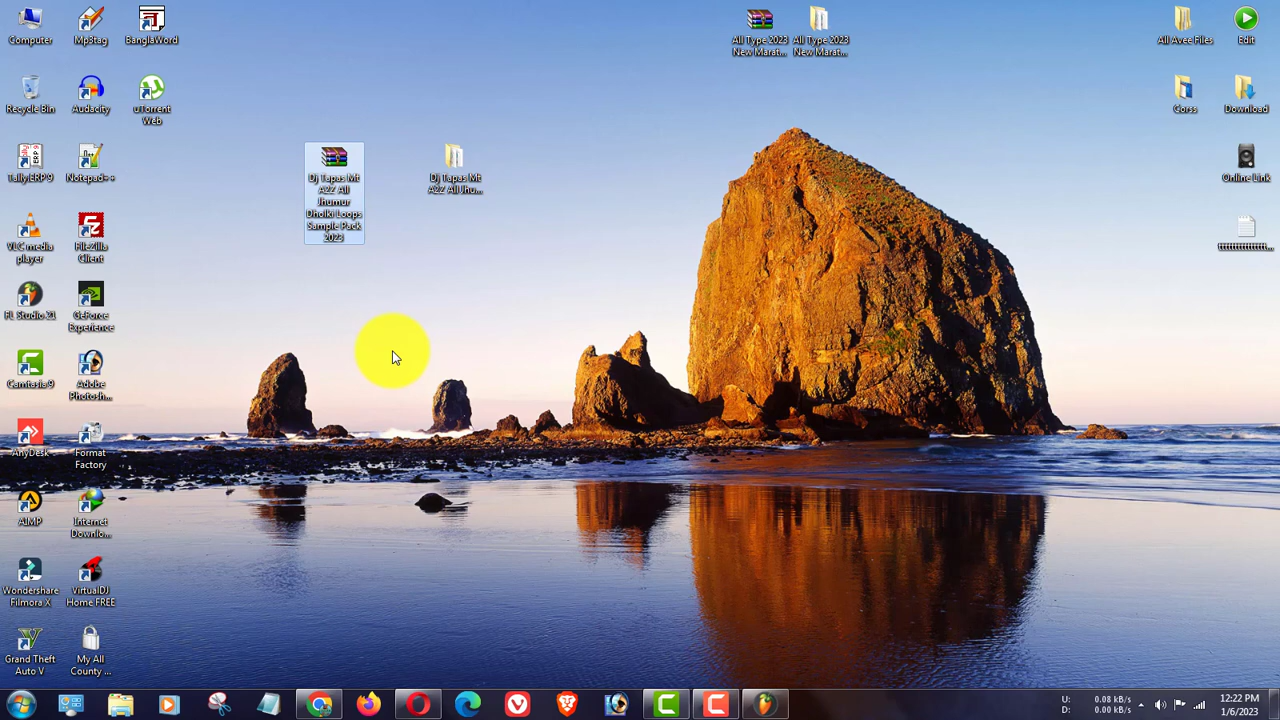 Computer
Mp3tag
BanglaWord
Recycle Bin
Audacity
uTorrent
Web
Tally.ERP 9
Notepad++
VLC media
player
FileZilla
Client
FL Studio 21
GeForce
Experience
Camtasia 9
Adobe
Photosh...
AnyDesk
Format
Factory
AIMP
Internet
Downlo...
Wondershare
Filmora X
VirtualDJ
Home FREE
Grand Theft
Auto V
My All
County ...
Dj Tapas Mt
A2Z All
Jhumur
Dholki Loops
Sample Pack
2023
Dj Tapas Mt
A2Z All Jhu...
All Type 2023
New Marat...
All Type 2023
New Marat...
All Avee Files
Edit
Corss
Download
Online Link
U: 0.08 kB/s
D: 0.00 kB/s
12:22 PM
1/6/2023